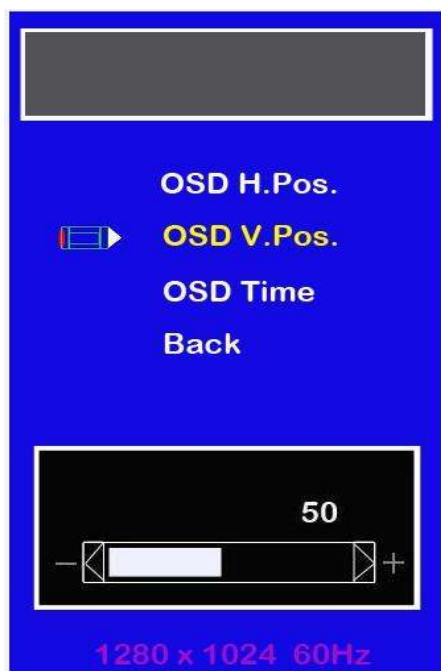 OSD H.Pos.
OSD V.Pos.
OSD Time
Back
50
- +
1280 x 1024 60Hz